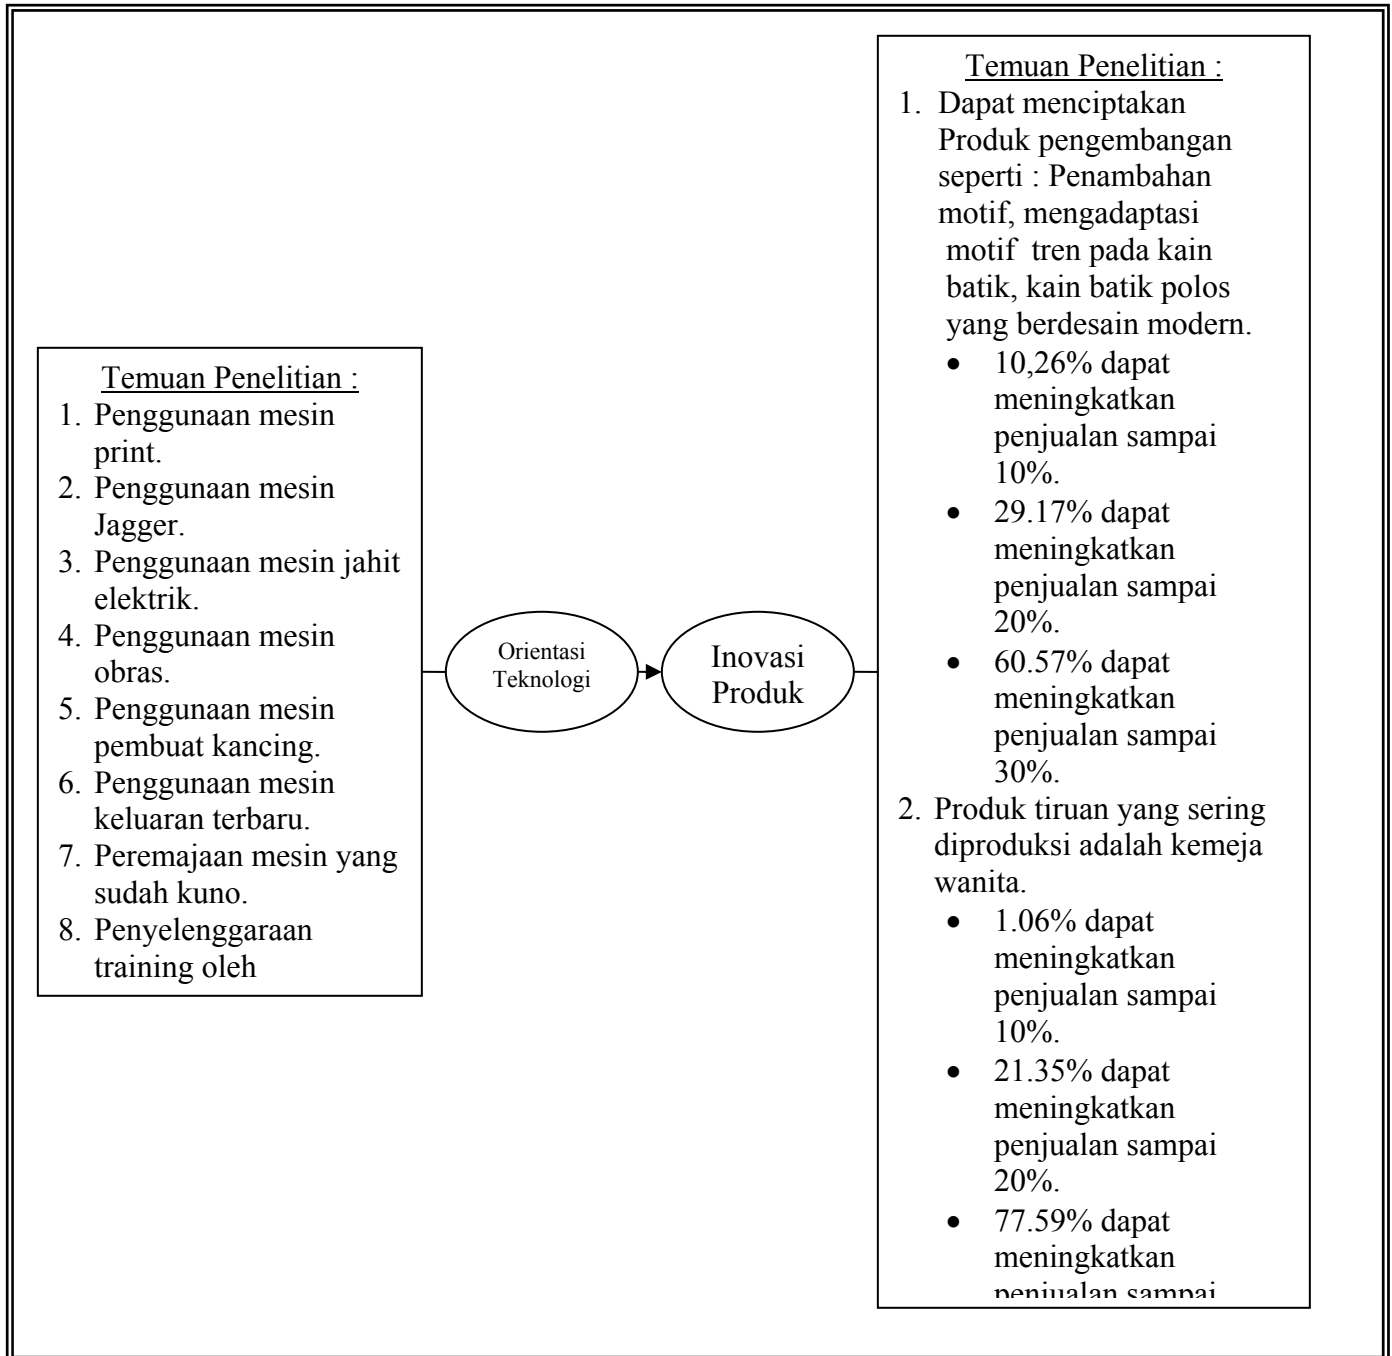 Temuan Penelitian :
1. Penggunaan mesin
print.
2. Penggunaan mesin
Jagger.
3. Penggunaan mesin jahit
elektrik.
4. Penggunaan mesin
obras.
5. Penggunaan mesin
pembuat kancing.
6. Penggunaan mesin
keluaran terbaru.
7. Peremajaan mesin yang
sudah kuno.
8. Penyelenggaraan
training oleh
Orientasi
Teknologi
Inovasi
Produk
Temuan Penelitian :
1. Dapat menciptakan
Produk pengembangan
seperti : Penambahan
motif, mengadaptasi
motif tren pada kain
batik, kain batik polos
yang berdesain modern.
• 10,26% dapat
meningkatkan
penjualan sampai
10%.
• 29.17% dapat
meningkatkan
penjualan sampai
20%.
• 60.57% dapat
meningkatkan
penjualan sampai
30%.
2. Produk tiruan yang sering
diproduksi adalah kemeja
wanita.
• 1.06% dapat
meningkatkan
penjualan sampai
10%.
• 21.35% dapat
meningkatkan
penjualan sampai
20%.
• 77.59% dapat
meningkatkan
penjualan sampai